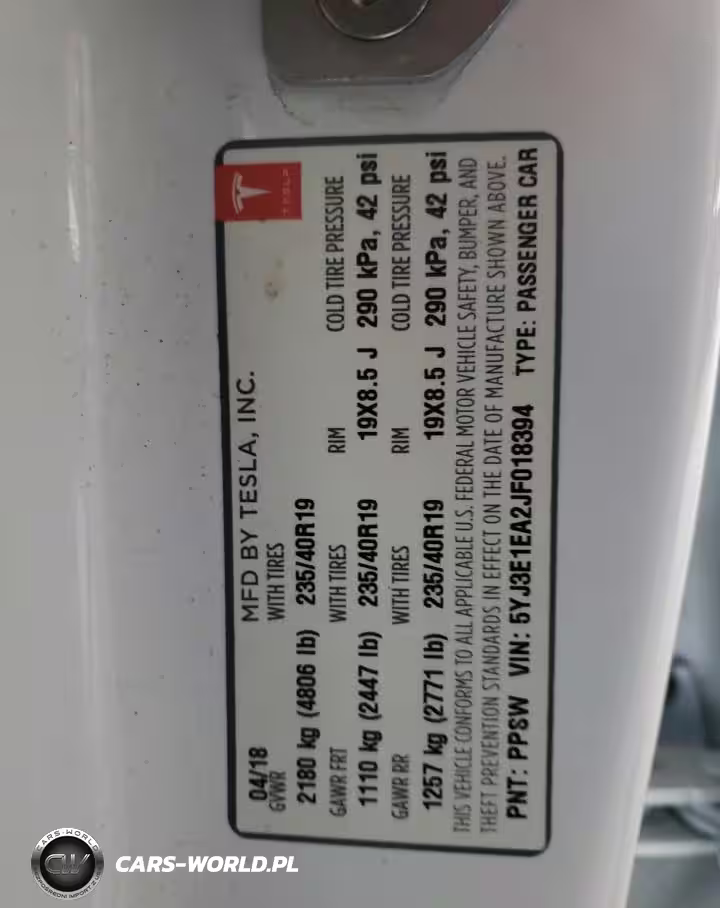 TESLA
MFD BY TESLA, INC.
04/18
GVWR WITH TIRES
2180 kg (4806 lb) 235/40R19
GAWR FRT WITH TIRES RIM COLD TIRE PRESSURE
1110 kg (2447 lb) 235/40R19 19X8.5 J 290 kPa, 42 psi
GAWR RR WITH TIRES RIM COLD TIRE PRESSURE
1257 kg (2771 lb) 235/40R19 19X8.5 J 290 kPa, 42 psi
THIS VEHICLE CONFORMS TO ALL APPLICABLE U.S. FEDERAL MOTOR VEHICLE SAFETY, BUMPER, AND
THEFT PREVENTION STANDARDS IN EFFECT ON THE DATE OF MANUFACTURE SHOWN ABOVE.
PNT: PPSW VIN: 5YJ3E1EA2JF018394 TYPE: PASSENGER CAR
CARS-WORLD
CW
CARS-WORLD.PL